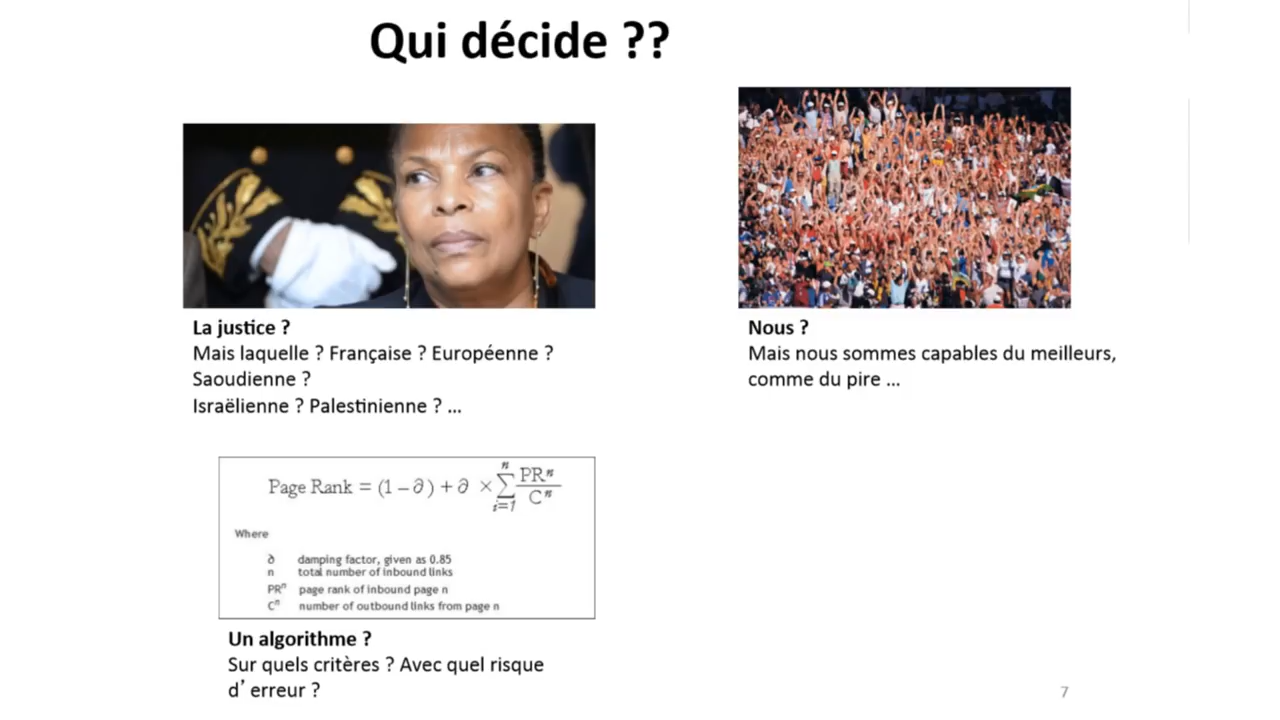 Qui décide ??
La justice ?
Mais laquelle ? Française ? Européenne ?
Saoudienne ?
Israëlienne ? Palestinienne ? ...
Nous ?
Mais nous sommes capables du meilleurs,
comme du pire ...
Page Rank = (1 – ∂) + ∂ × n ∑ i=1 PRⁿ / Cⁿ
Where
∂ damping factor, given as 0.85
n total number of inbound links
PRⁿ page rank of inbound page n
Cⁿ number of outbound links from page n
Un algorithme ?
Sur quels critères ? Avec quel risque
d’ erreur ?
7